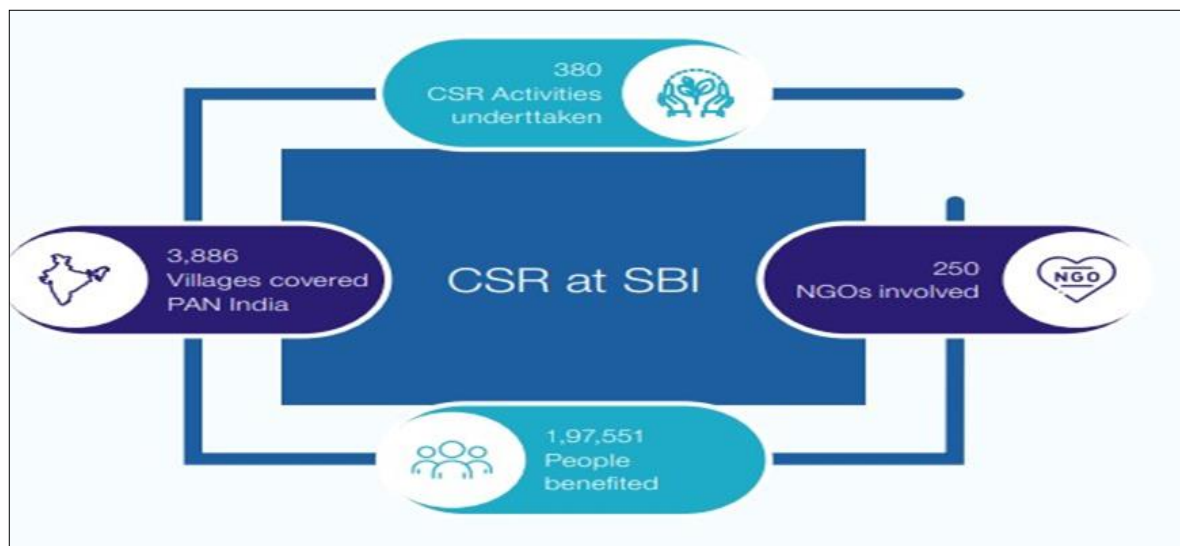 380
CSR Activities
underttaken
3,886
Villages covered
PAN India
CSR at SBI
250
NGOs involved
NGO
1,97,551
People
benefited